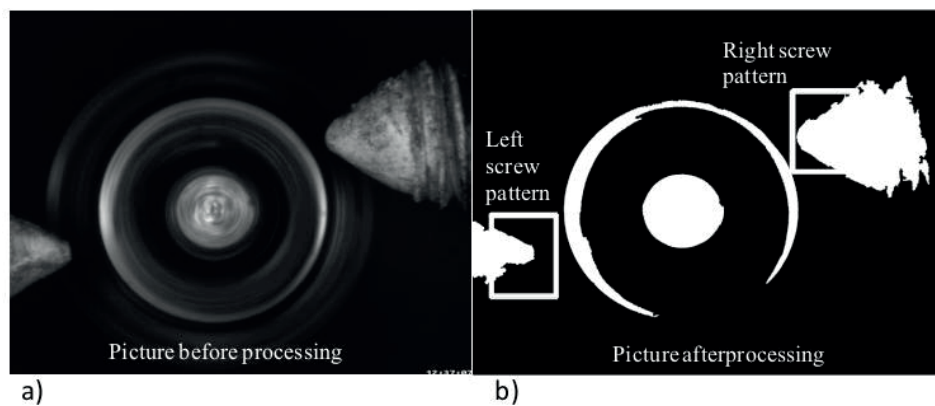 Right screw
pattern
Left
screw
pattern
Picture before processing
Picture afterprocessing
a)
b)